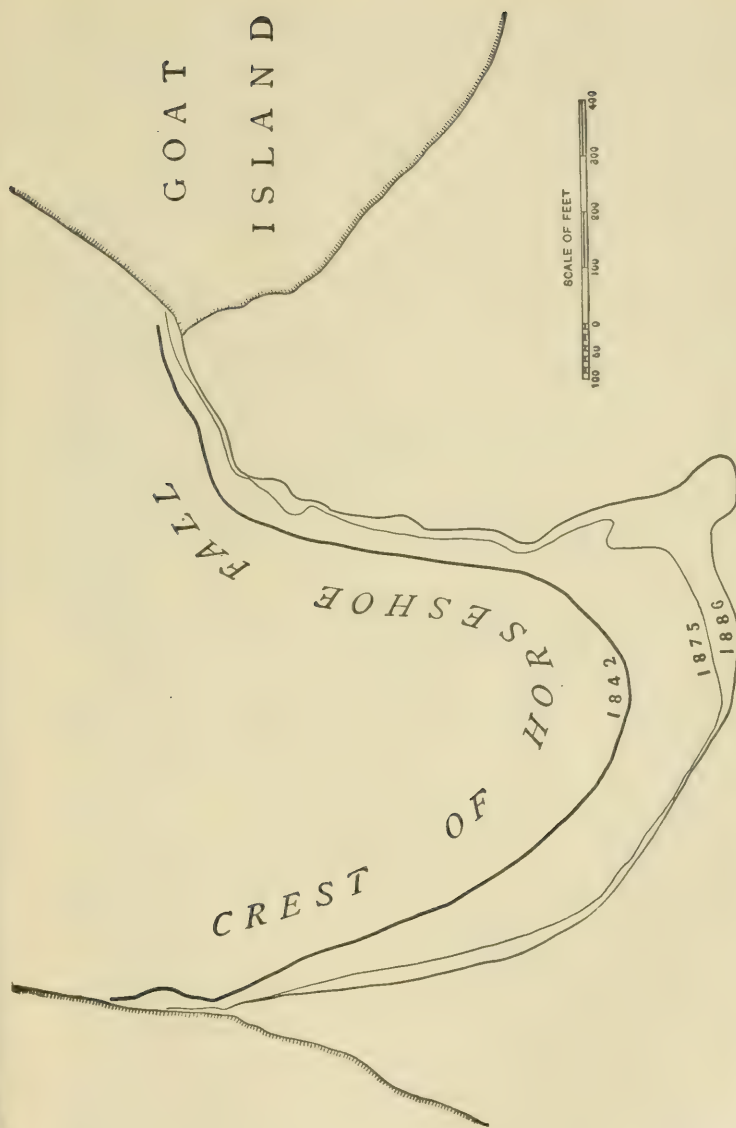 GOAT
ISLAND
CREST OF HORSESHOE FALL
1842
1875
1886
SCALE OF FEET
100 50 0 100 200 300 400